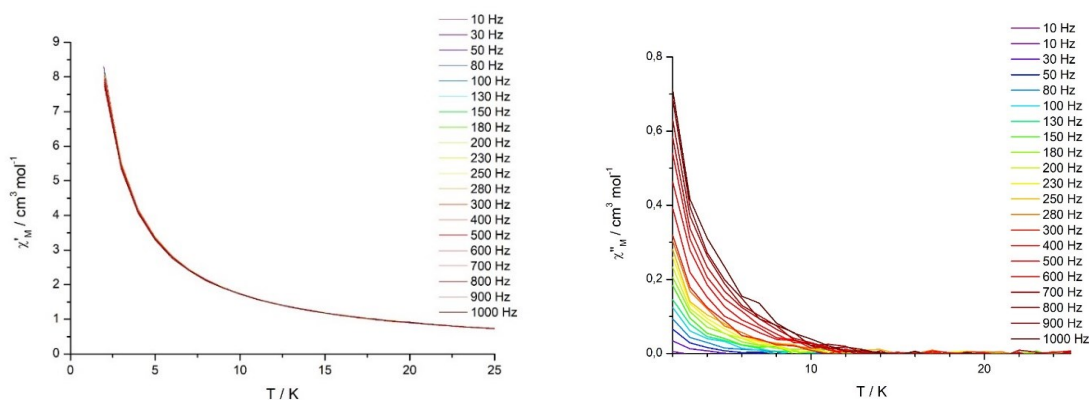 9
8
7
6
5
4
3
2
1
0
χ'M / cm³ mol⁻¹
0 5 10 15 20 25
T / K
10 Hz
30 Hz
50 Hz
80 Hz
100 Hz
130 Hz
150 Hz
180 Hz
200 Hz
230 Hz
250 Hz
280 Hz
300 Hz
400 Hz
500 Hz
600 Hz
700 Hz
800 Hz
900 Hz
1000 Hz
0,8
0,6
0,4
0,2
0,0
χ"M / cm³ mol⁻¹
10 20
T / K
10 Hz
10 Hz
30 Hz
50 Hz
80 Hz
100 Hz
130 Hz
150 Hz
180 Hz
200 Hz
230 Hz
250 Hz
280 Hz
300 Hz
400 Hz
500 Hz
600 Hz
700 Hz
800 Hz
900 Hz
1000 Hz